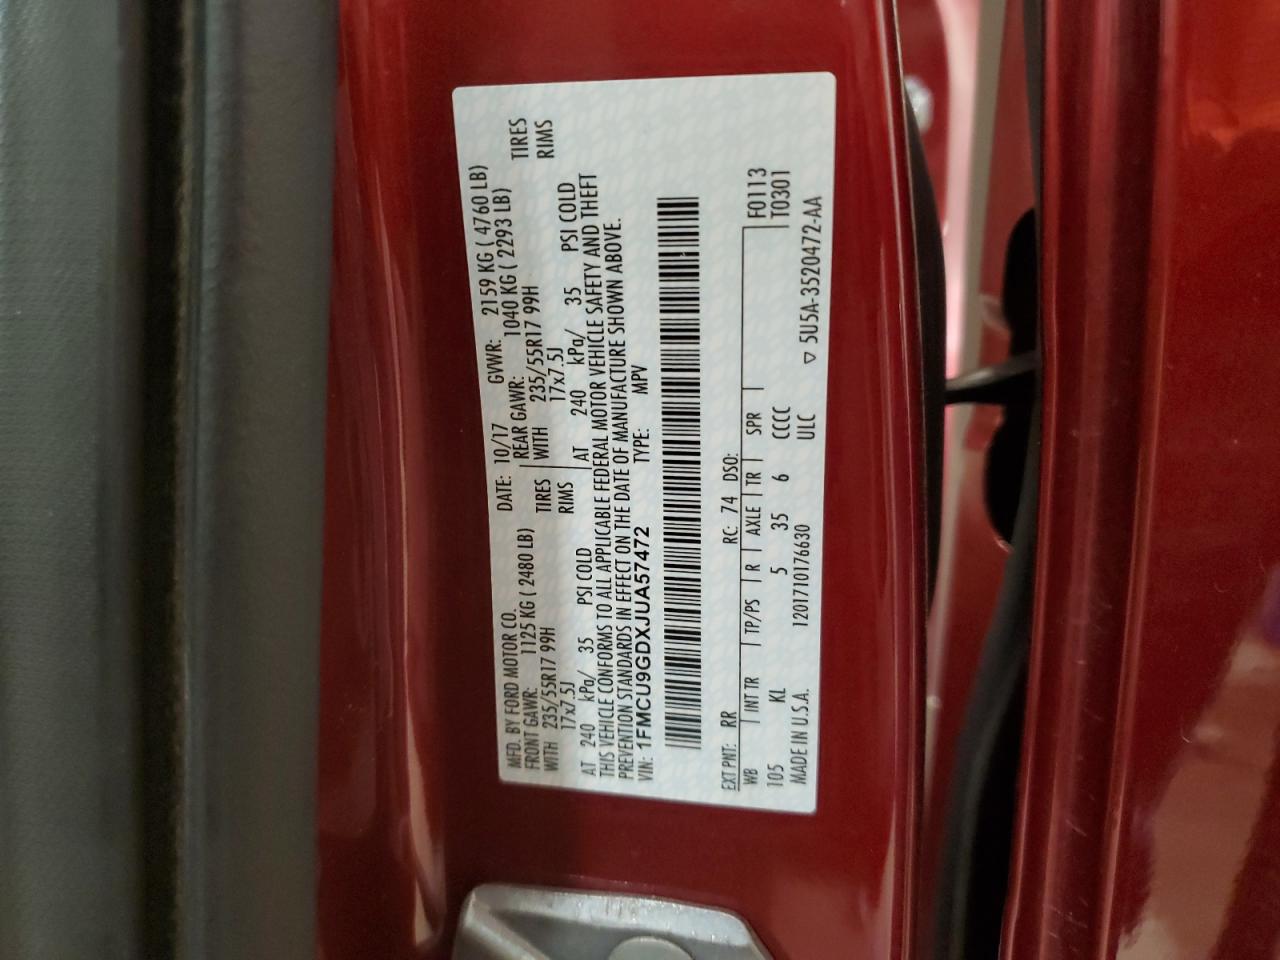 MFD. BY FORD MOTOR CO.
DATE: 10/17 GVWR: 2159 KG ( 4760 LB)
FRONT GAWR: 1125 KG ( 2480 LB) REAR GAWR: 1040 KG ( 2293 LB)
WITH 235/55R17 99H TIRES WITH 235/55R17 99H TIRES
17x7.5J RIMS 17x7.5J RIMS
AT 240 kPa/ 35 PSI COLD AT 240 kPa/ 35 PSI COLD
THIS VEHICLE CONFORMS TO ALL APPLICABLE FEDERAL MOTOR VEHICLE SAFETY AND THEFT
PREVENTION STANDARDS IN EFFECT ON THE DATE OF MANUFACTURE SHOWN ABOVE.
VIN: 1FMCU9GDXJUA57472 TYPE: MPV
EXT PNT: RR RC: 74 DSO: F0113
WB INT TR TP/PS R AXLE TR SPR T0301
105 KL 5 35 6 CCCC
MADE IN U.S.A. 1201710176630 ULC ▽ 5U5A-3520472-AA